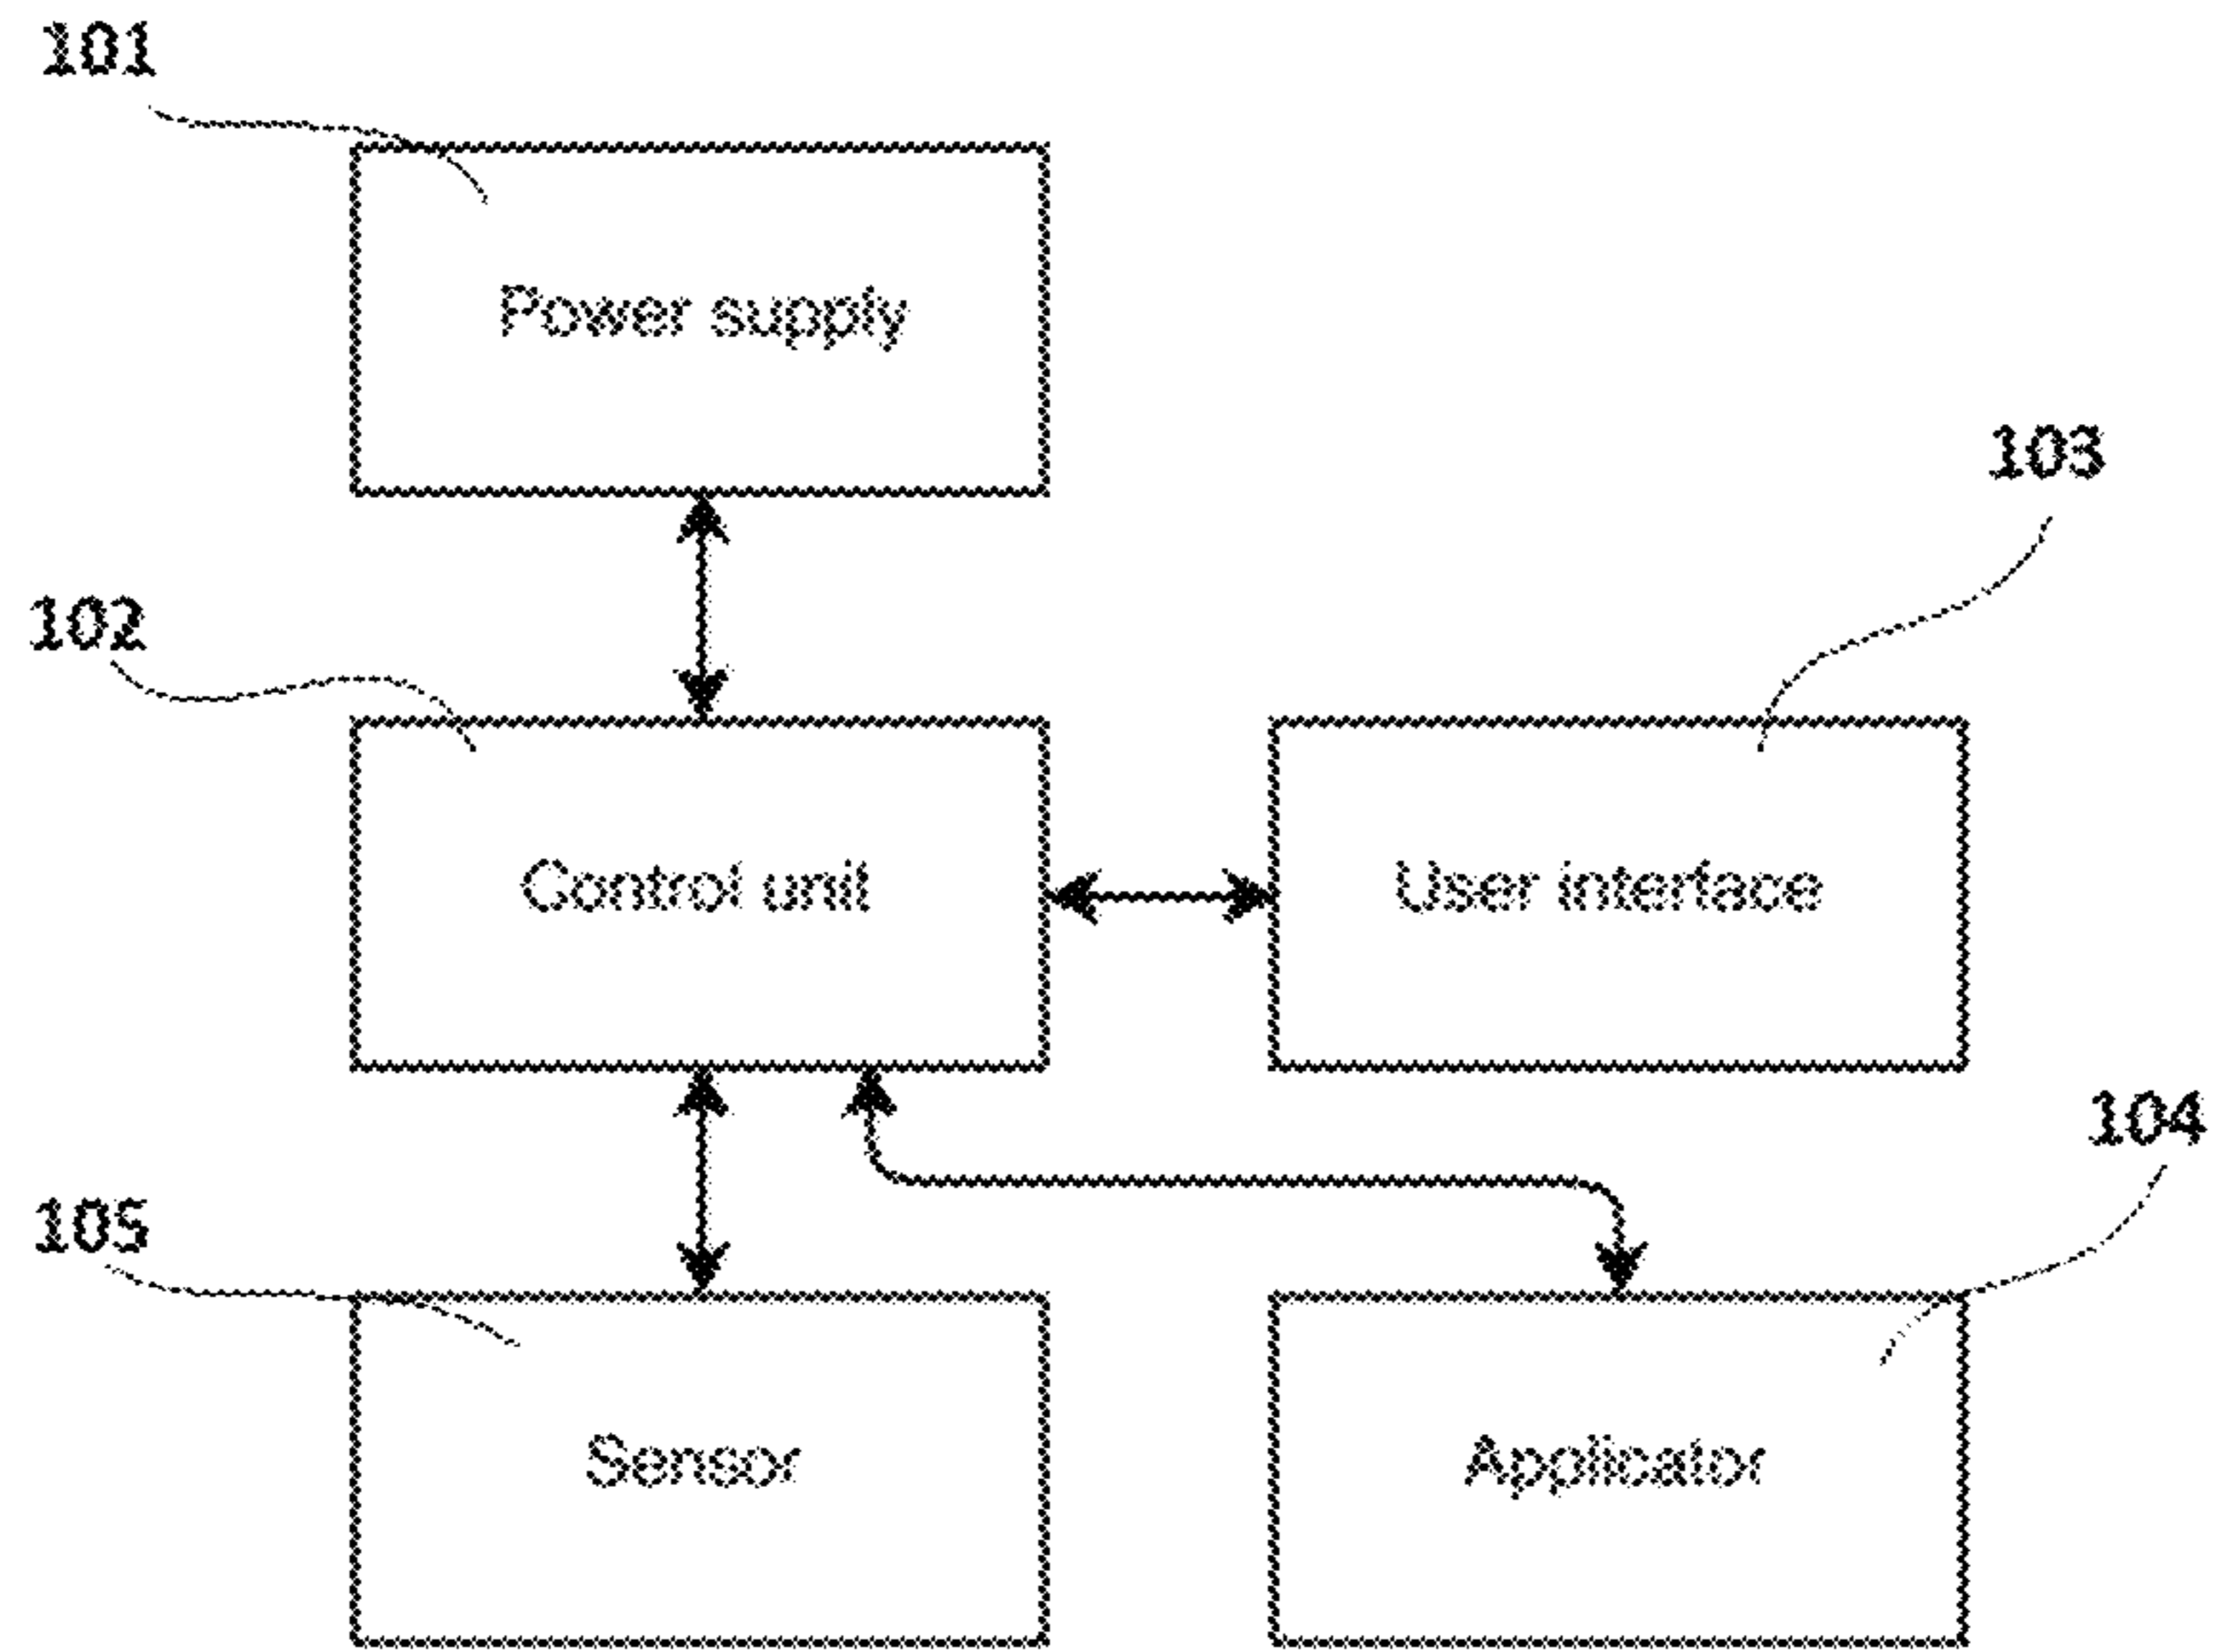 101
Power supply
103
102
Control unit
User interface
104
105
Sensor
Applicator